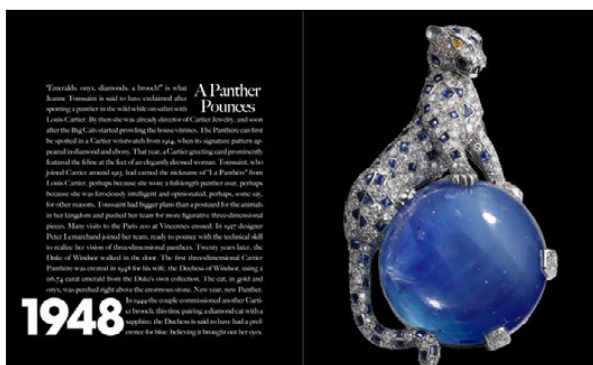 A Panther
Pounces
"Emeralds, onyx, diamonds, a brooch!" is what
Jeanne Toussaint is said to have exclaimed after
spotting a panther in the wild while on safari with
Louis Cartier. By then she was already director of Cartier Jewelry, and soon
after the Big Cats started prowling the house vitrines. The Panthère can first
be spotted in a Cartier wristwatch from 1914, when its signature pattern ap-
peared in diamond and ebony. That year, a Cartier greeting card prominently
featured the feline at the feet of an elegantly dressed woman. Toussaint, who
joined Cartier around 1913, had earned the nickname of "La Panthère" from
Louis Cartier, perhaps because she wore a full-length panther coat, perhaps
because she was ferociously intelligent and opinionated, perhaps, some say,
for other reasons. Toussaint had bigger plans than a postcard for the animals
in her kingdom and pushed her team for more figurative three-dimensional
pieces. Many visits to the Paris zoo at Vincennes ensued. In 1927 designer
Peter Lemarchand joined her team, ready to pounce with the technical skill
to realize her vision of three-dimensional panthers. Twenty years later, the
Duke of Windsor walked in the door. The first three-dimensional Cartier
Panthère was created in 1948 for his wife, the Duchess of Windsor, using a
116.74 carat emerald from the Duke's own collection. The cat, in gold and
onyx, was perched right above the enormous stone. New year, new Panther.
In 1949 the couple commissioned another Carti-
er brooch, this time pairing a diamond cat with a
sapphire; the Duchess is said to have had a pref-
erence for blue, believing it brought out her eyes.
1948